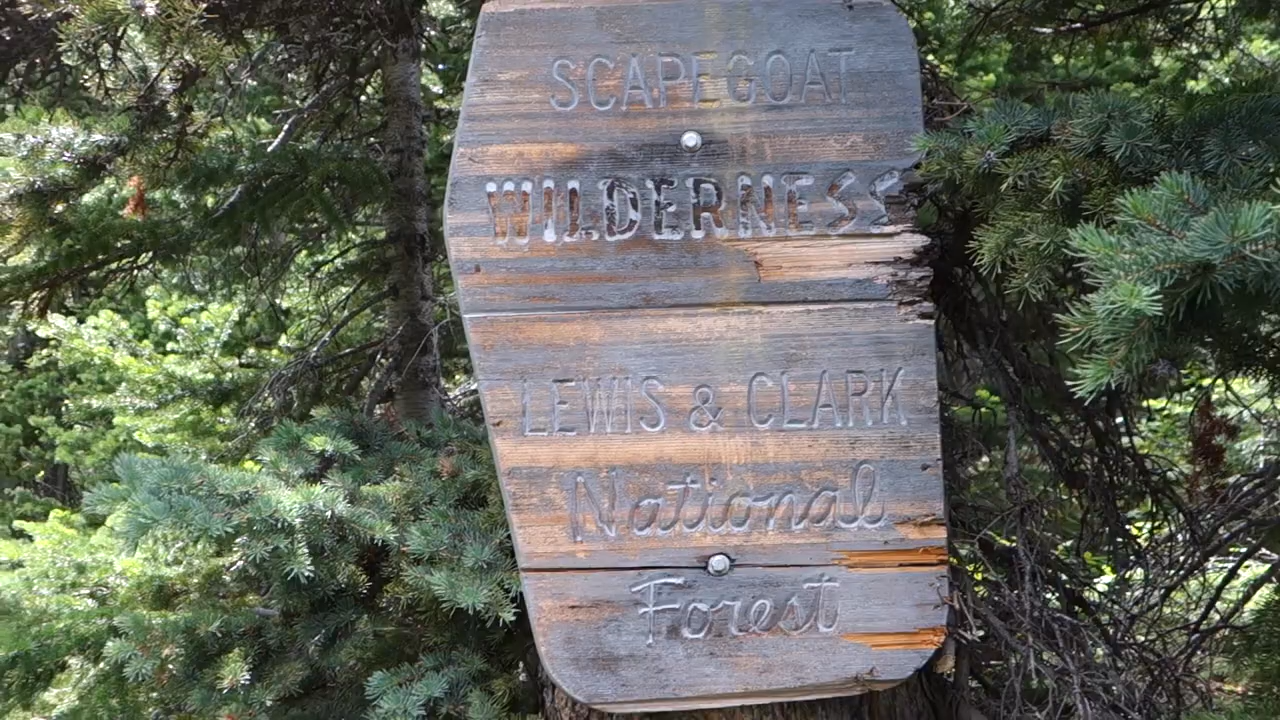 SCAPEGOAT
WILDERNESS
LEWIS & CLARK
National
Forest